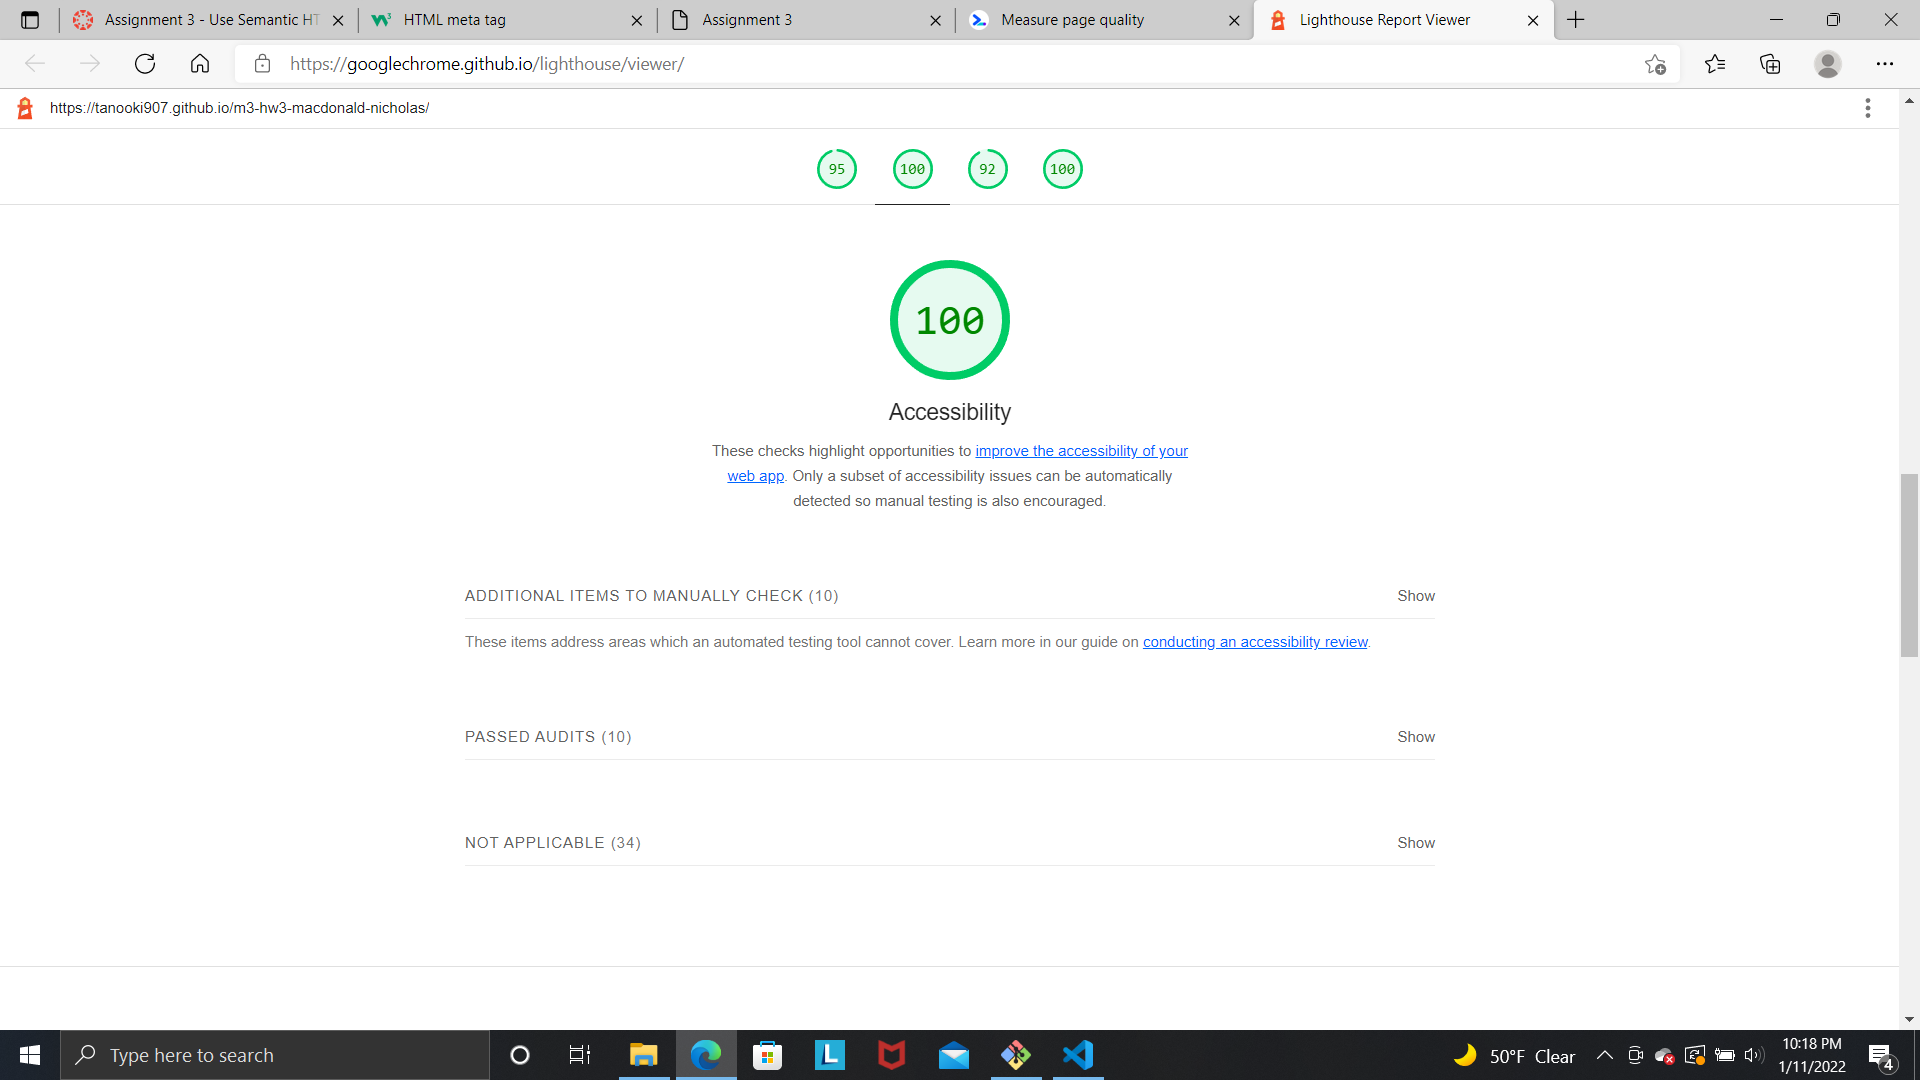 Assignment 3 - Use Semantic HT
HTML meta tag
Assignment 3
Measure page quality
Lighthouse Report Viewer
https://googlechrome.github.io/lighthouse/viewer/
https://tanooki907.github.io/m3-hw3-macdonald-nicholas/
95 100 92 100
100
Accessibility
These checks highlight opportunities to improve the accessibility of your
web app. Only a subset of accessibility issues can be automatically
detected so manual testing is also encouraged.
ADDITIONAL ITEMS TO MANUALLY CHECK (10) Show
These items address areas which an automated testing tool cannot cover. Learn more in our guide on conducting an accessibility review.
PASSED AUDITS (10) Show
NOT APPLICABLE (34) Show
Type here to search
L
50°F Clear
10:18 PM
1/11/2022
4